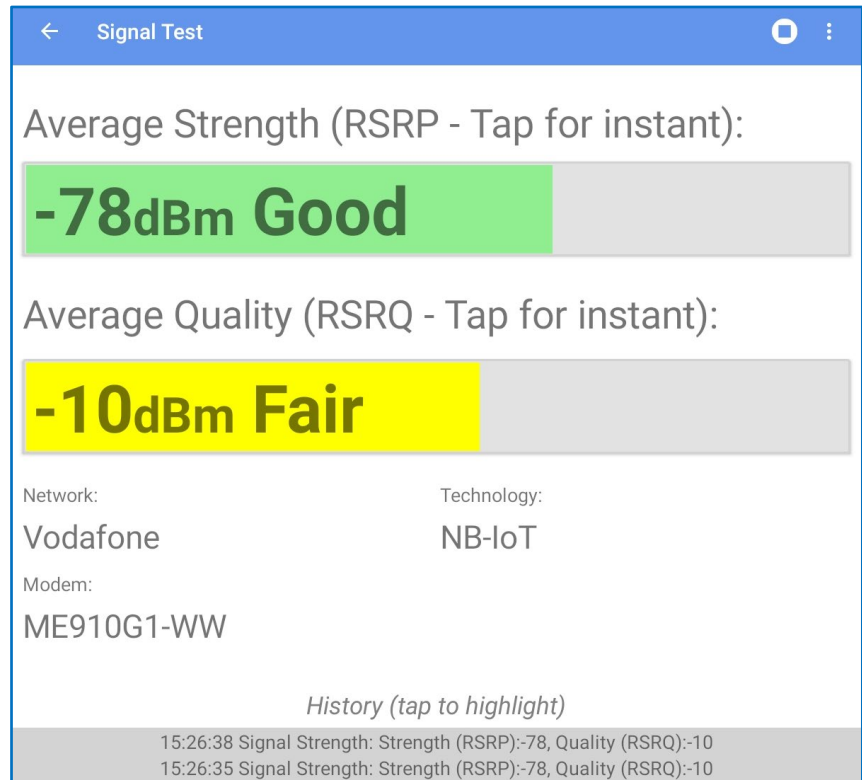 Signal Test
Average Strength (RSRP - Tap for instant):
-78dBm Good
Average Quality (RSRQ - Tap for instant):
-10dBm Fair
Network:
Technology:
Vodafone
NB-IoT
Modem:
ME910G1-WW
History (tap to highlight)
15:26:38 Signal Strength: Strength (RSRP):-78, Quality (RSRQ):-10
15:26:35 Signal Strength: Strength (RSRP):-78, Quality (RSRQ):-10